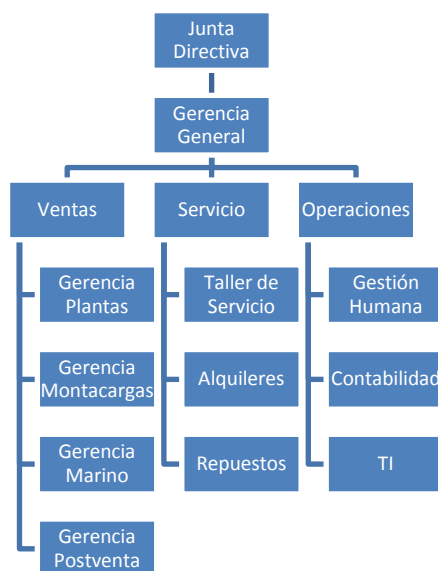 Junta
Directiva
Gerencia
General
Ventas
Servicio
Operaciones
Gerencia
Plantas
Taller de
Servicio
Gestión
Humana
Gerencia
Montacargas
Alquileres
Contabilidad
Gerencia
Marino
Repuestos
TI
Gerencia
Postventa